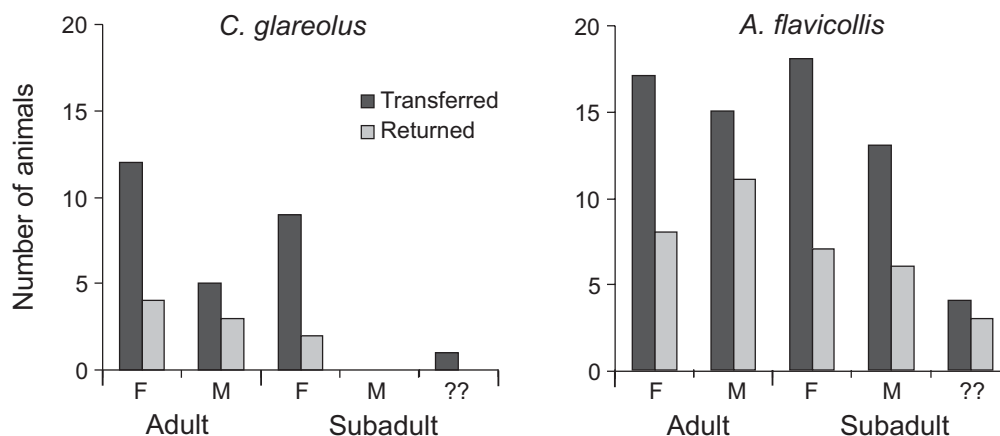 C. glareolus
20
15
10
5
0
Number of animals
Transferred
Returned
F M F M ??
Adult Subadult
A. flavicollis
20
15
10
5
0
F M F M ??
Adult Subadult